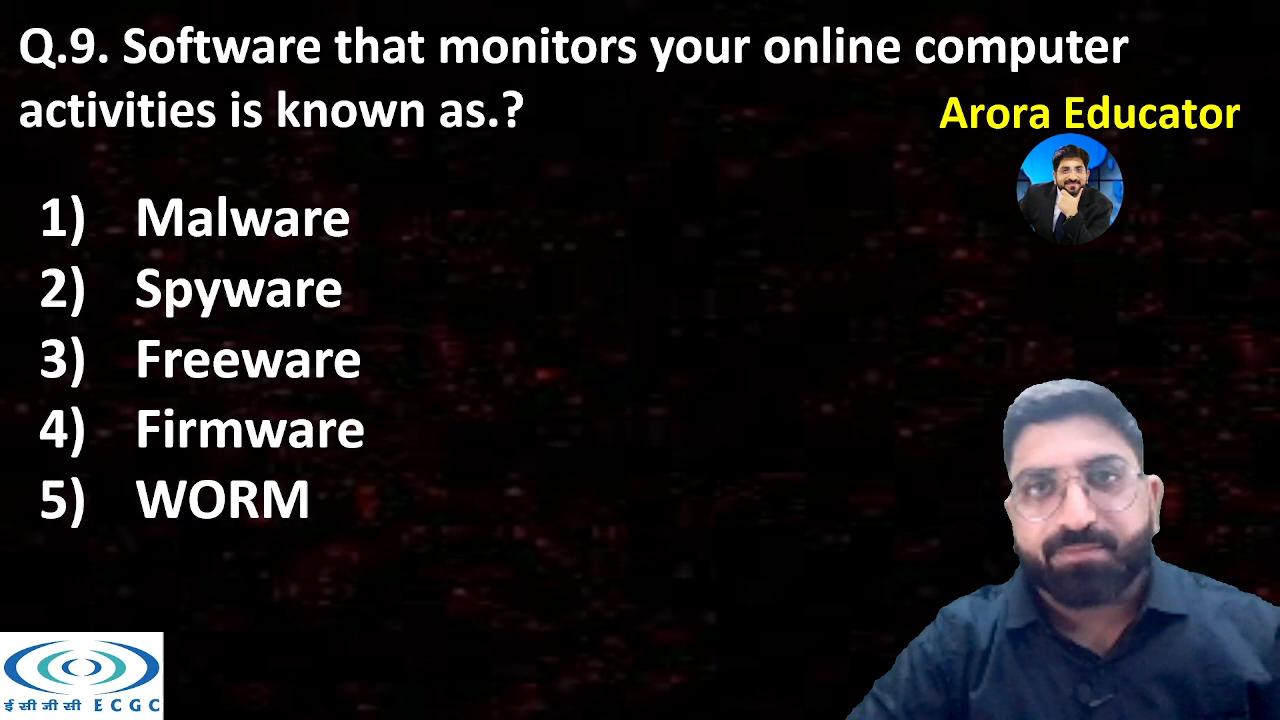 Q.9. Software that monitors your online computer
activities is known as.?
Arora Educator
1) Malware
2) Spyware
3) Freeware
4) Firmware
5) WORM
ई सी जी सी E C G C